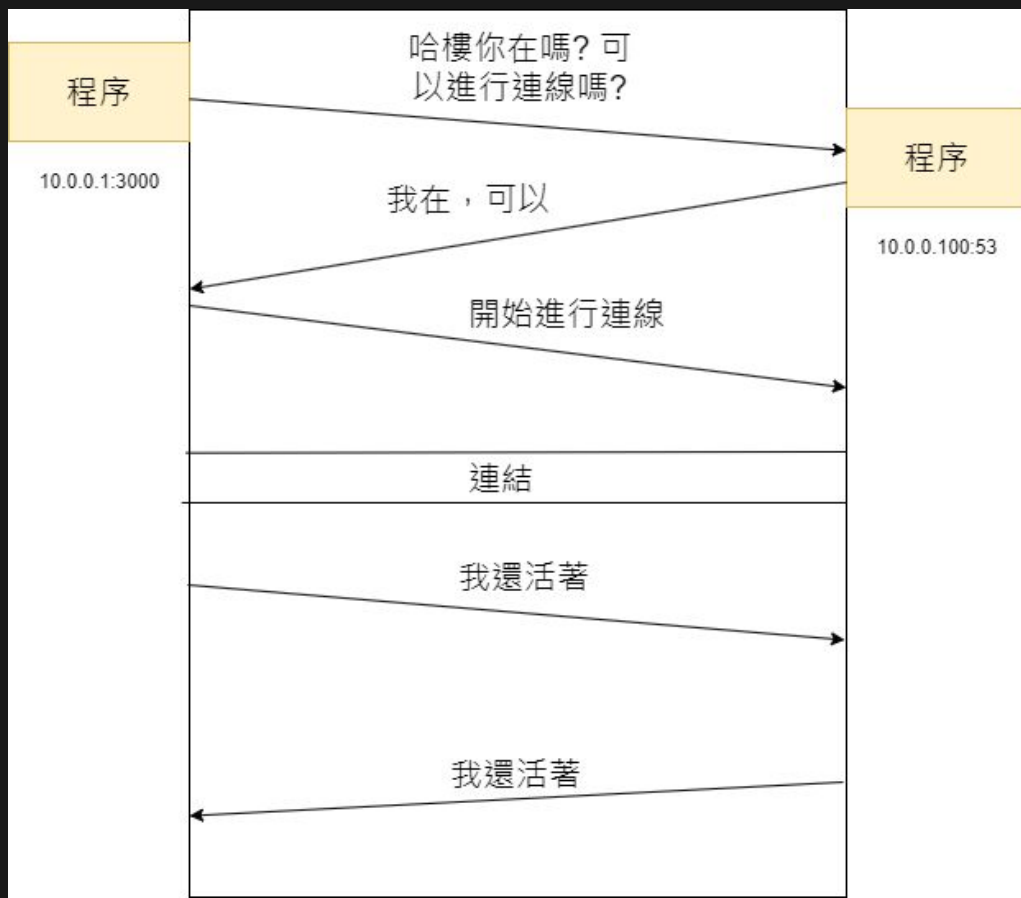 哈樓你在嗎? 可
以進行連線嗎?
程序
程序
10.0.0.1:3000
我在，可以
10.0.0.100:53
開始進行連線
連結
我還活著
我還活著